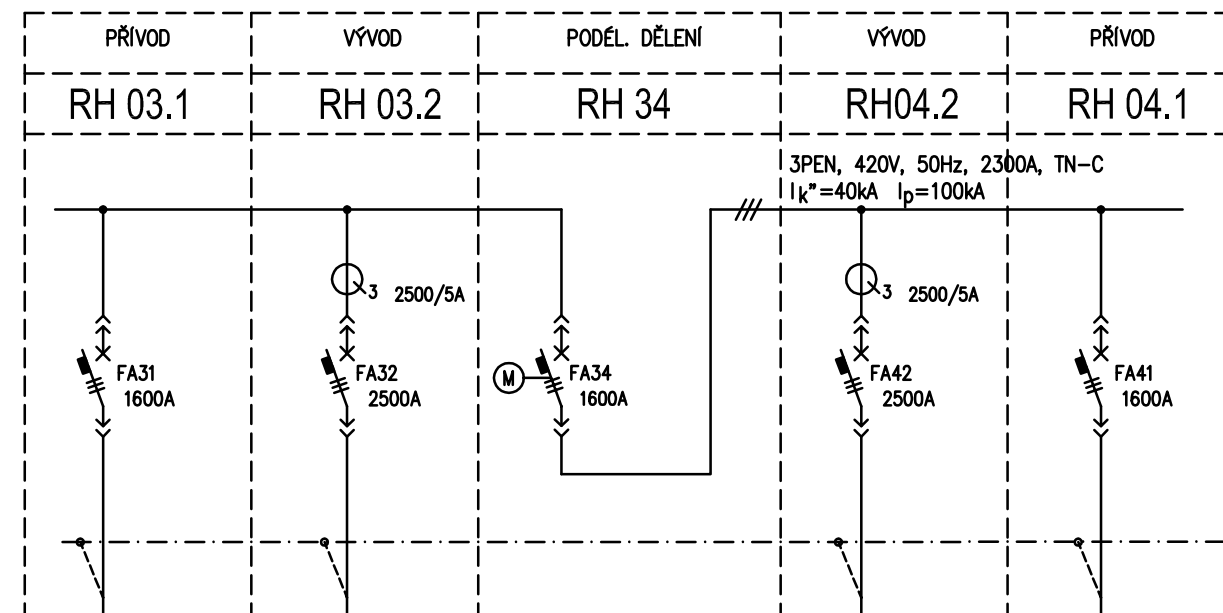 PŘÍVOD
VÝVOD
PODÉL. DĚLENÍ
VÝVOD
PŘÍVOD
RH 03.1
RH 03.2
RH 34
RH04.2
RH 04.1
3PEN, 420V, 50Hz, 2300A, TN-C
Ik"=40kA Ip=100kA
3 2500/5A
3 2500/5A
FA31
1600A
FA32
2500A
M
FA34
1600A
FA42
2500A
FA41
1600A